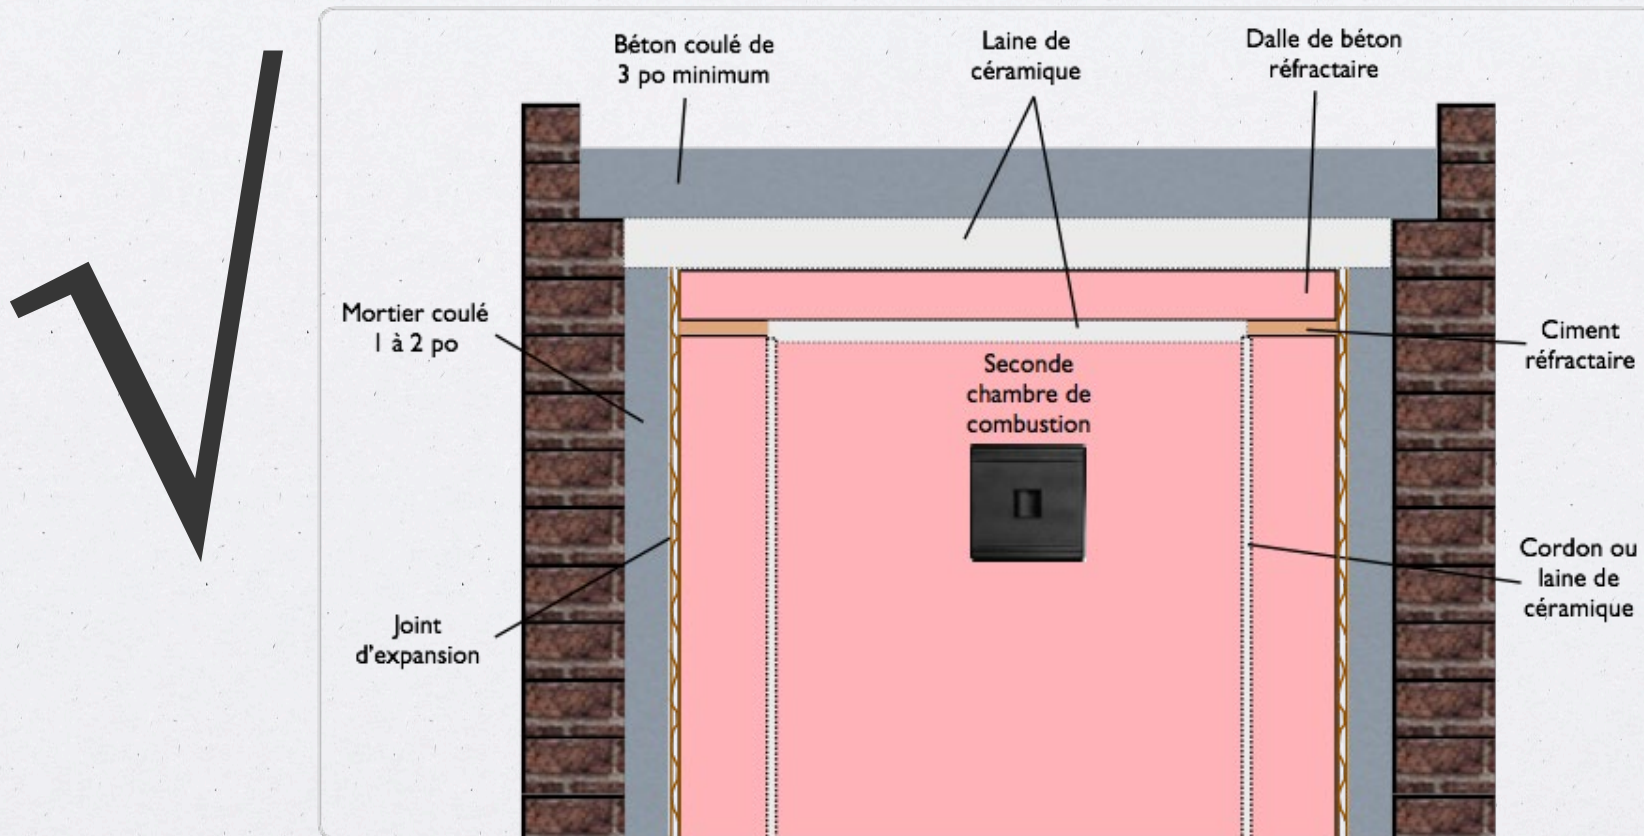 Béton coulé de
3 po minimum
Laine de
céramique
Dalle de béton
réfractaire
Mortier coulé
1 à 2 po
Ciment
réfractaire
Seconde
chambre de
combustion
Cordon ou
laine de
céramique
Joint
d'expansion